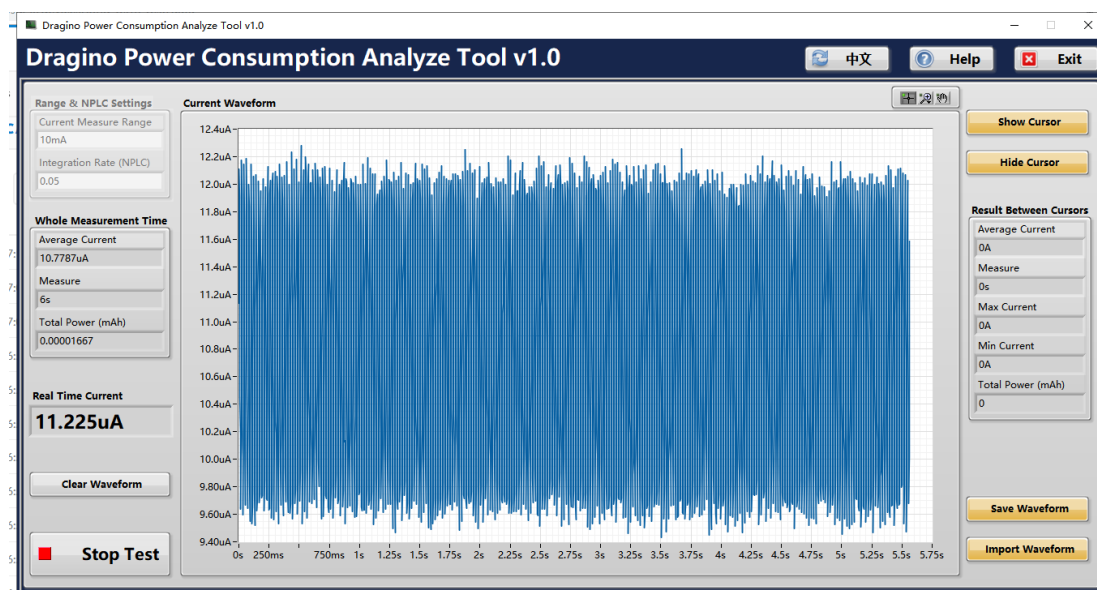 Dragino Power Consumption Analyze Tool v1.0
Dragino Power Consumption Analyze Tool v1.0
中文
Help
Exit
Range & NPLC Settings
Current Measure Range
10mA
Integration Rate (NPLC)
0.05
Whole Measurement Time
Average Current
10.7787uA
Measure
6s
Total Power (mAh)
0.00001667
Real Time Current
11.225uA
Clear Waveform
Stop Test
Current Waveform
12.4uA
12.2uA
12.0uA
11.8uA
11.6uA
11.4uA
11.2uA
11.0uA
10.8uA
10.6uA
10.4uA
10.2uA
10.0uA
9.80uA
9.60uA
9.40uA
0s 250ms 750ms 1s 1.25s 1.5s 1.75s 2s 2.25s 2.5s 2.75s 3s 3.25s 3.5s 3.75s 4s 4.25s 4.5s 4.75s 5s 5.25s 5.5s 5.75s
Show Cursor
Hide Cursor
Result Between Cursors
Average Current
0A
Measure
0s
Max Current
0A
Min Current
0A
Total Power (mAh)
0
Save Waveform
Import Waveform